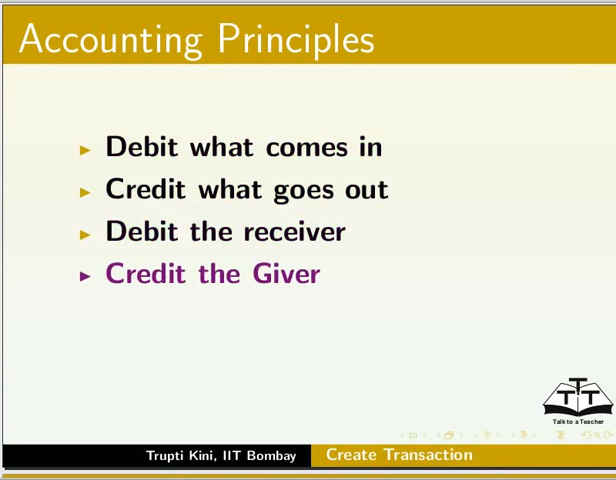 Accounting Principles
Debit what comes in
Credit what goes out
Debit the receiver
Credit the Giver
TTT
Talk to a Teacher
Trupti Kini, IIT Bombay
Create Transaction